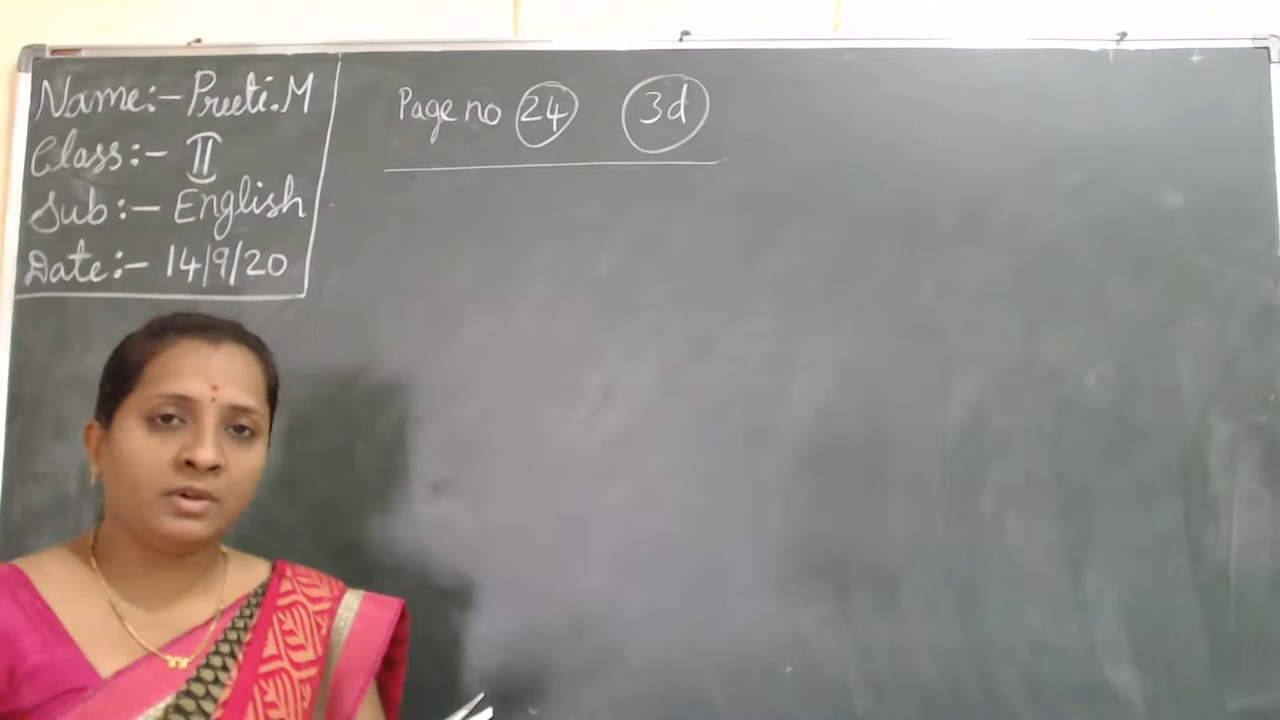 Name:- Preeti.M
Class:- II
Sub:- English
Date:- 14/9/20
Page no 24 3d